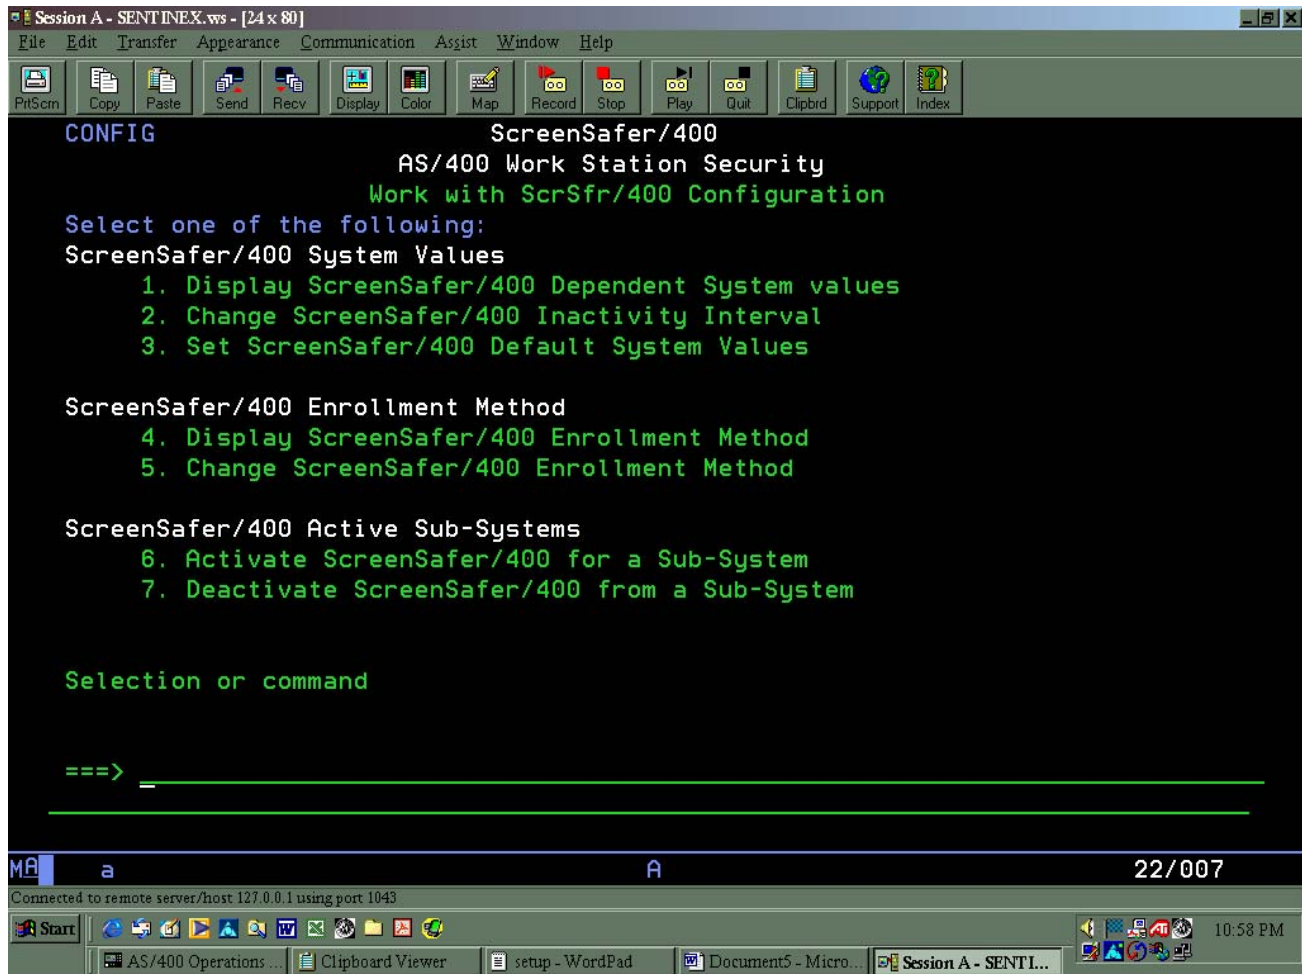 Session A - SENTINEX.ws - [24 x 80]
File Edit Transfer Appearance Communication Assist Window Help
PrtScrn Copy Paste Send Recv Display Color Map Record Stop Play Quit Clipbrd Support Index
CONFIG ScreenSafer/400
AS/400 Work Station Security
Work with ScrSfr/400 Configuration
Select one of the following:
ScreenSafer/400 System Values
1. Display ScreenSafer/400 Dependent System values
2. Change ScreenSafer/400 Inactivity Interval
3. Set ScreenSafer/400 Default System Values
ScreenSafer/400 Enrollment Method
4. Display ScreenSafer/400 Enrollment Method
5. Change ScreenSafer/400 Enrollment Method
ScreenSafer/400 Active Sub-Systems
6. Activate ScreenSafer/400 for a Sub-System
7. Deactivate ScreenSafer/400 from a Sub-System
Selection or command
===>
MA a A 22/007
Connected to remote server/host 127.0.0.1 using port 1043
Start 10:58 PM
AS/400 Operations ... Clipboard Viewer setup - WordPad Document5 - Micro... Session A - SENTI...